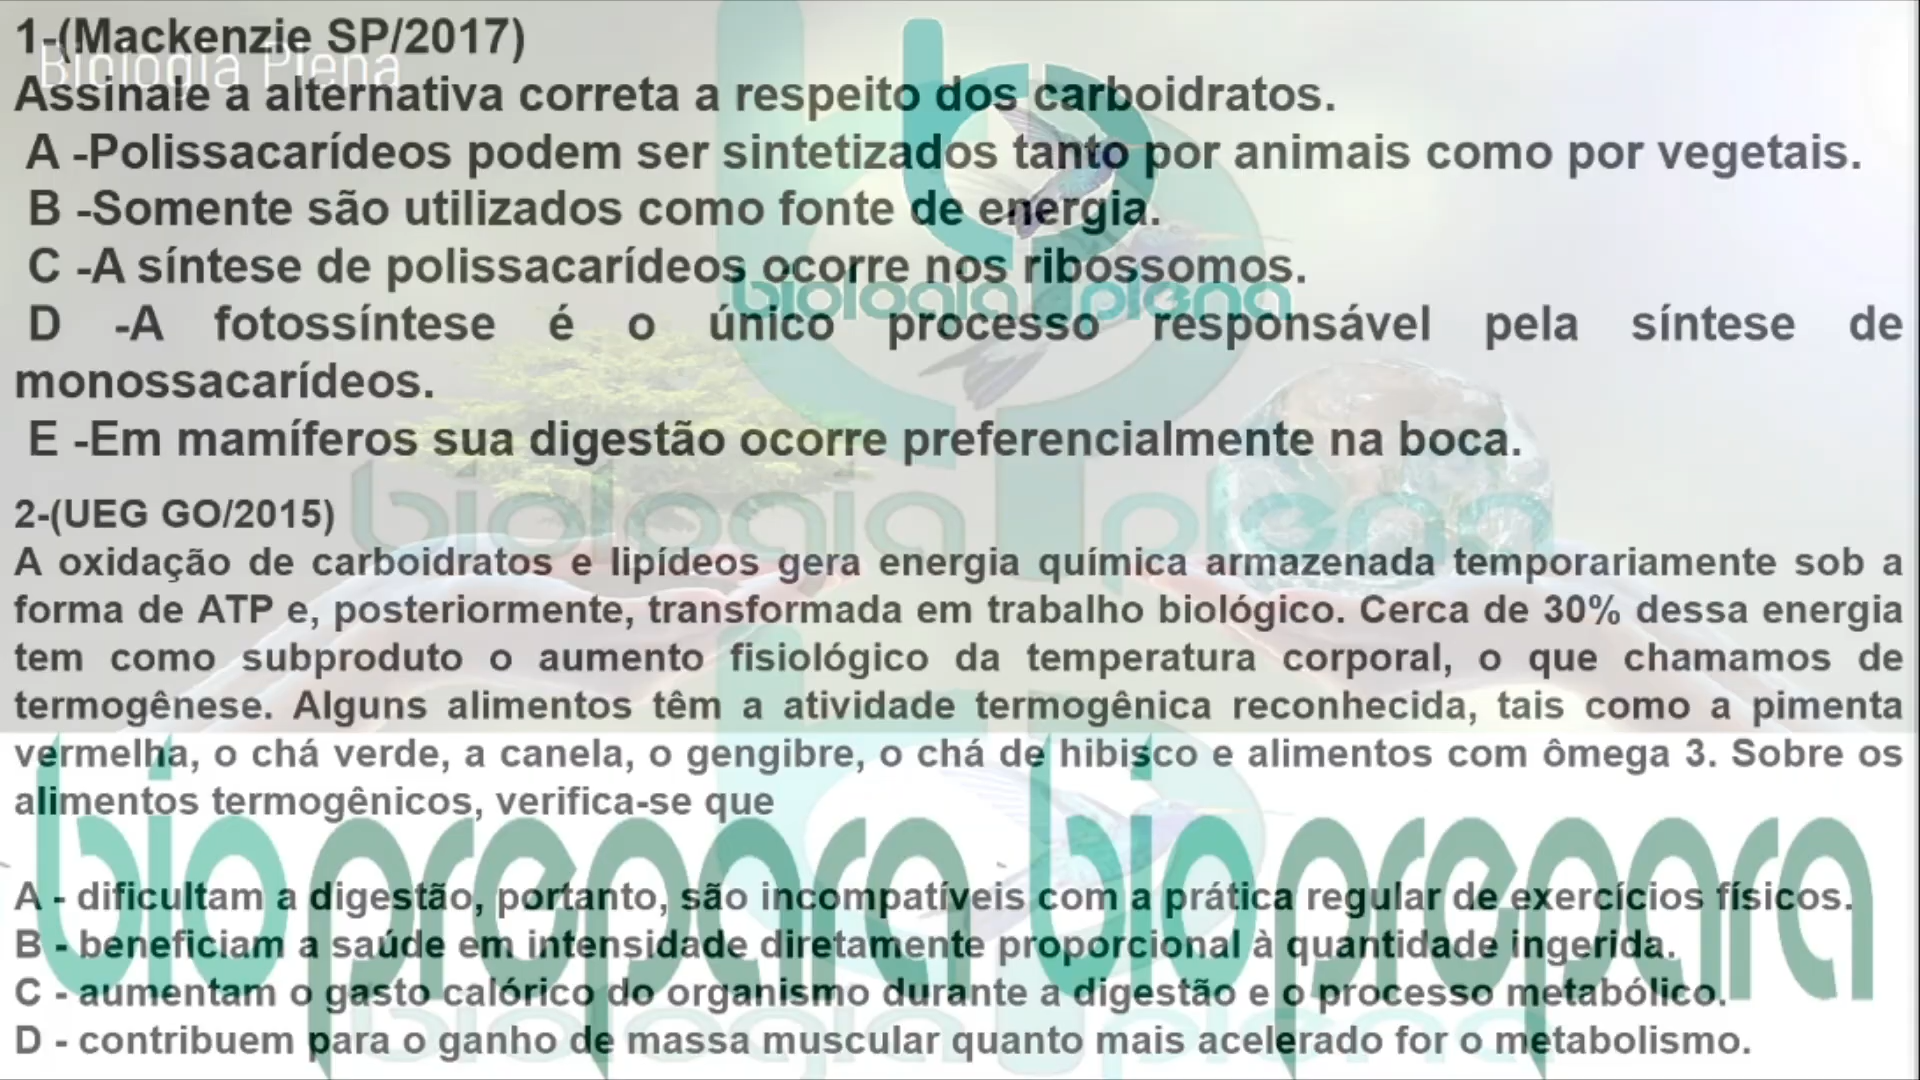 1-(Mackenzie SP/2017)
Biologia Plena
Assinale a alternativa correta a respeito dos carboidratos.
A -Polissacarídeos podem ser sintetizados tanto por animais como por vegetais.
B -Somente são utilizados como fonte de energia.
C -A síntese de polissacarídeos ocorre nos ribossomos.
biologia plena
D -A fotossíntese é o único processo responsável pela síntese de
monossacarídeos.
E -Em mamíferos sua digestão ocorre preferencialmente na boca.
biologia plena
2-(UEG GO/2015)
A oxidação de carboidratos e lipídeos gera energia química armazenada temporariamente sob a
forma de ATP e, posteriormente, transformada em trabalho biológico. Cerca de 30% dessa energia
tem como subproduto o aumento fisiológico da temperatura corporal, o que chamamos de
termogênese. Alguns alimentos têm a atividade termogênica reconhecida, tais como a pimenta
vermelha, o chá verde, a canela, o gengibre, o chá de hibisco e alimentos com ômega 3. Sobre os
alimentos termogênicos, verifica-se que
bioprepara bioprepara
A - dificultam a digestão, portanto, são incompatíveis com a prática regular de exercícios físicos.
B - beneficiam a saúde em intensidade diretamente proporcional à quantidade ingerida.
C - aumentam o gasto calórico do organismo durante a digestão e o processo metabólico.
D - contribuem para o ganho de massa muscular quanto mais acelerado for o metabolismo.
biologia plena